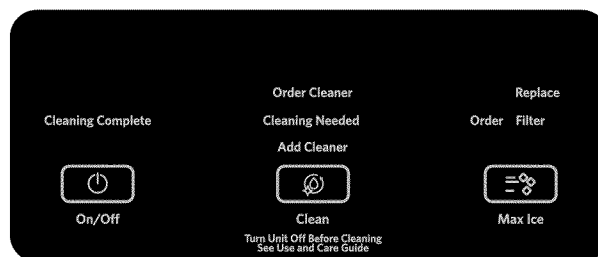 Order Cleaner
Replace
Cleaning Complete
Cleaning Needed
Order Filter
Add Cleaner
On/Off
Clean
Max Ice
Turn Unit Off Before Cleaning
See Use and Care Guide